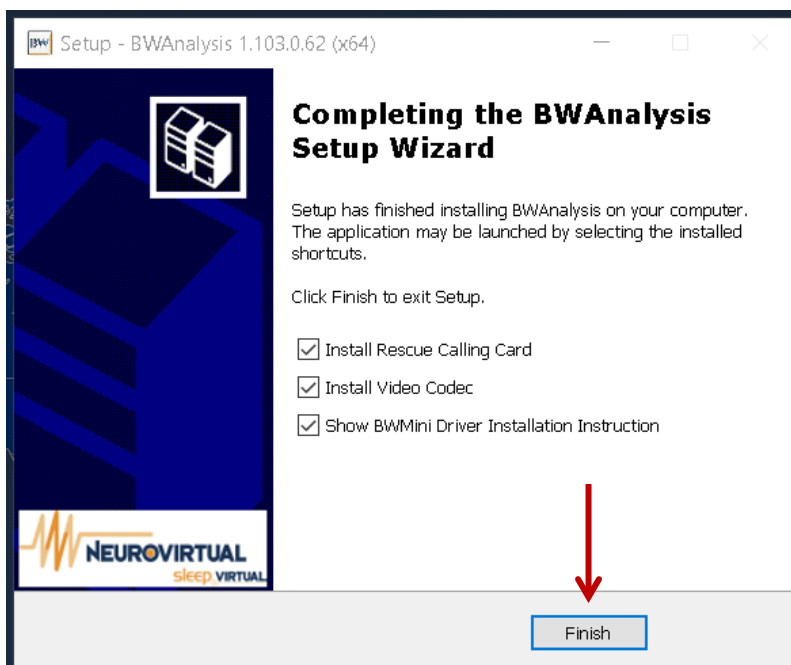 BW Setup - BWAnalysis 1.103.0.62 (x64)
Completing the BWAnalysis
Setup Wizard
Setup has finished installing BWAnalysis on your computer.
The application may be launched by selecting the installed
shortcuts.
Click Finish to exit Setup.
Install Rescue Calling Card
Install Video Codec
Show BWMini Driver Installation Instruction
NEUROVIRTUAL
SLEEP VIRTUAL
Finish